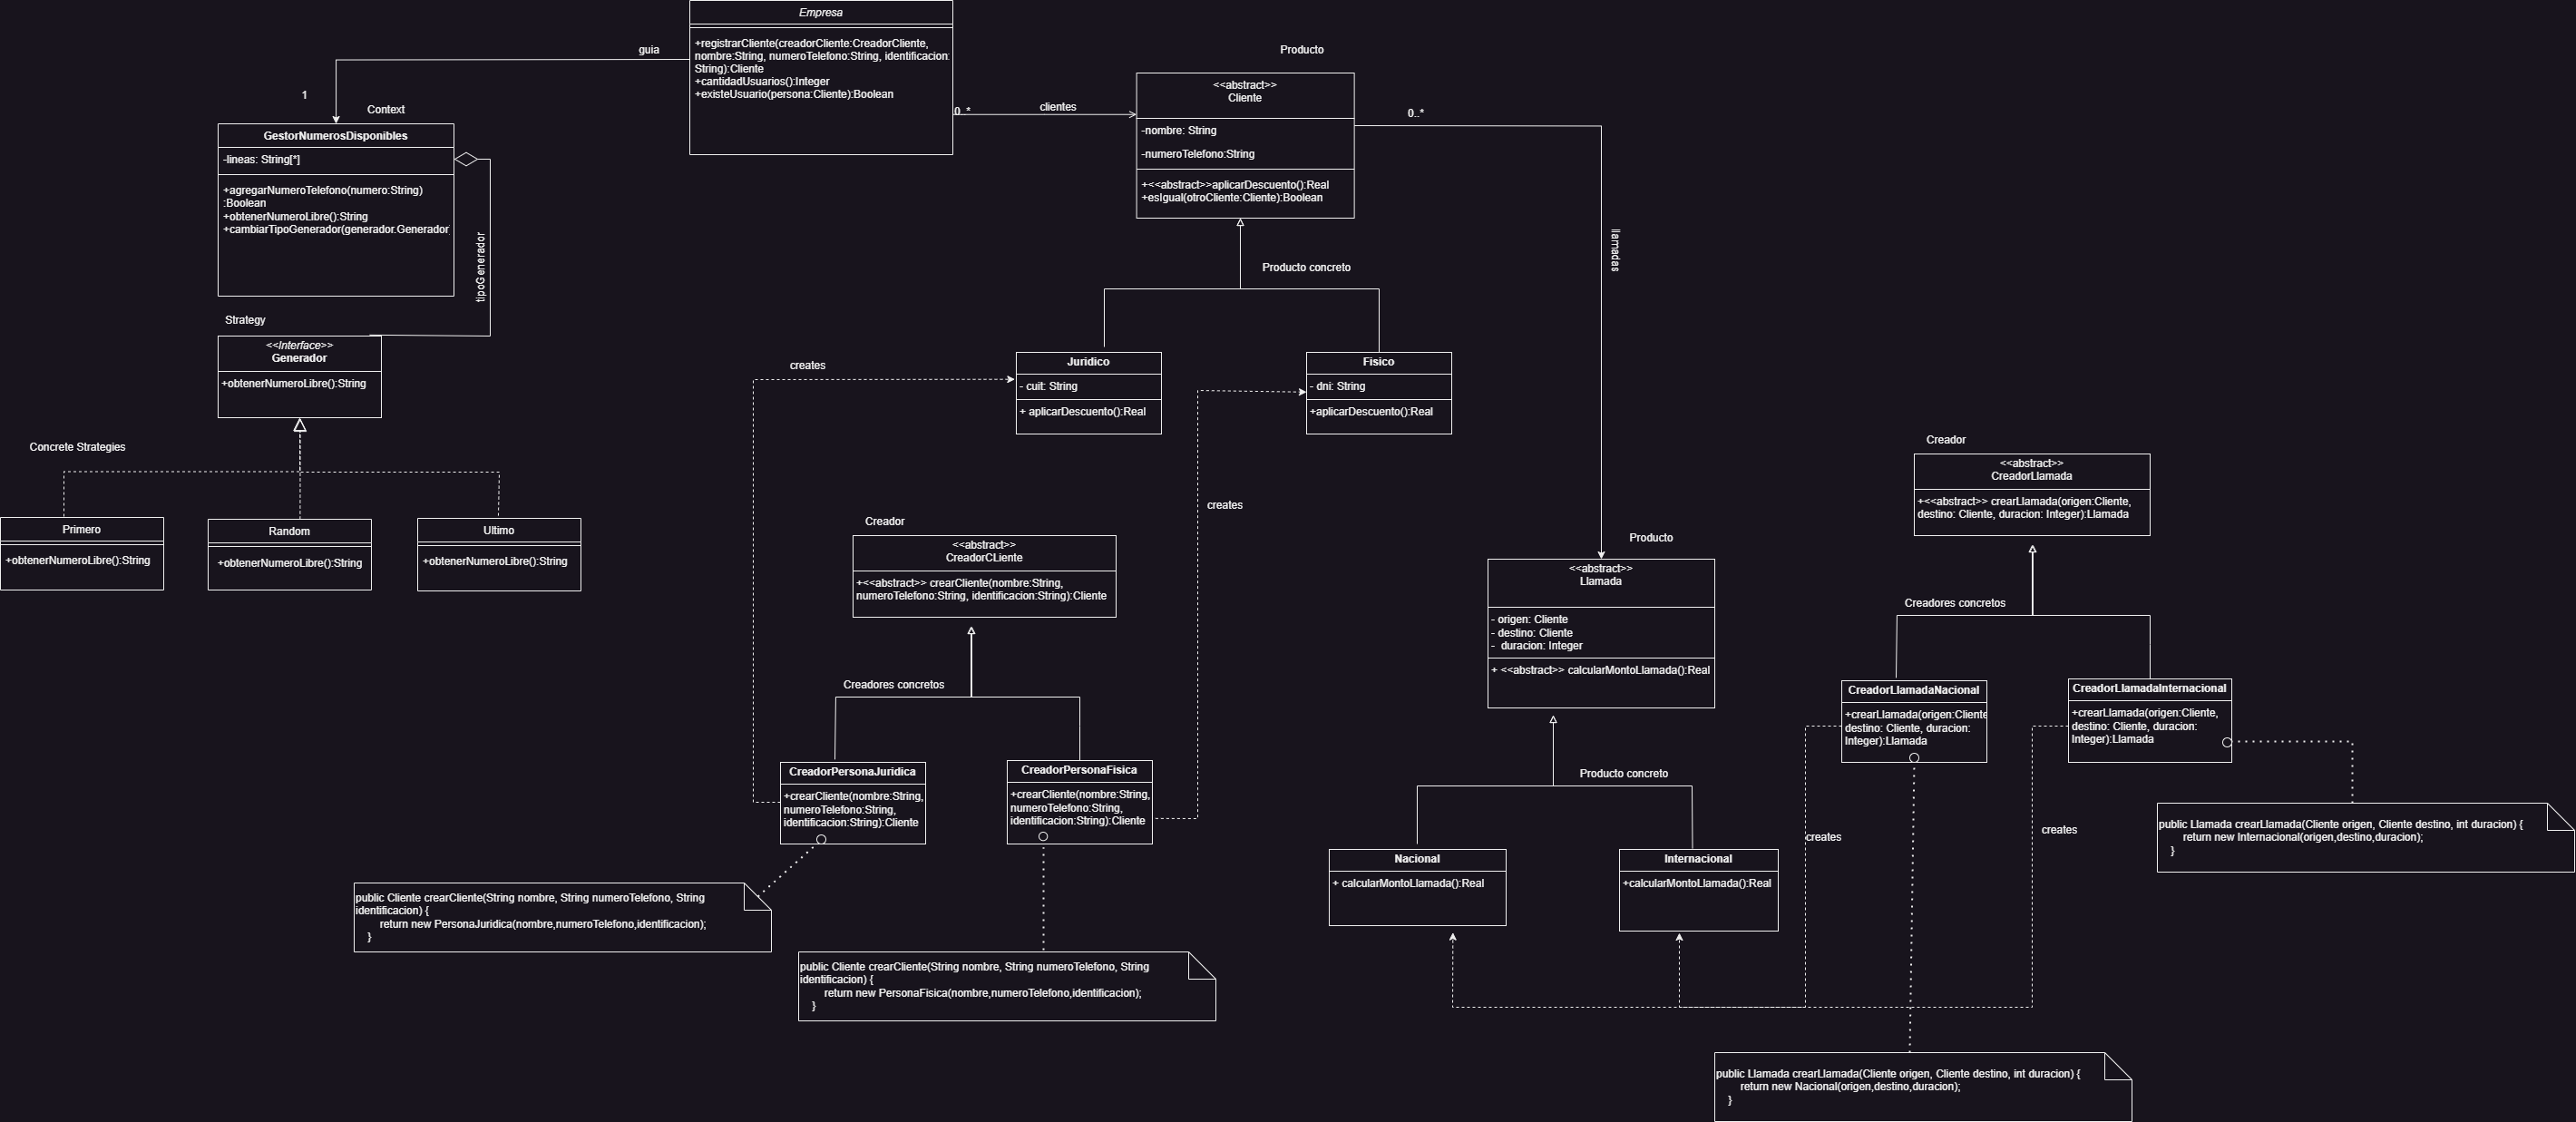 Empresa
+registrarCliente(creadorCliente:CreadorCliente,
nombre:String, numeroTelefono:String, identificacion:
String):Cliente
+cantidadUsuarios():Integer
+existeUsuario(persona:Cliente):Boolean
guia
1
Context
GestorNumerosDisponibles
-lineas: String[*]
+agregarNumeroTelefono(numero:String)
:Boolean
+obtenerNumeroLibre():String
+cambiarTipoGenerador(generador.Generador
tipoGenerador
Strategy
<<Interface>>
Generador
+obtenerNumeroLibre():String
Concrete Strategies
Primero
+obtenerNumeroLibre():String
Random
+obtenerNumeroLibre():String
Ultimo
+obtenerNumeroLibre():String
0..*
clientes
Producto
<<abstract>>
Cliente
-nombre: String
-numeroTelefono:String
+<<abstract>>aplicarDescuento():Real
+esIgual(otroCliente:Cliente):Boolean
0..*
llamadas
Producto concreto
Juridico
- cuit: String
+ aplicarDescuento():Real
Fisico
- dni: String
+aplicarDescuento():Real
creates
creates
Creador
<<abstract>>
CreadorCLiente
+<<abstract>> crearCliente(nombre:String,
numeroTelefono:String, identificacion:String):Cliente
Creadores concretos
CreadorPersonaJuridica
+crearCliente(nombre:String,
numeroTelefono:String,
identificacion:String):Cliente
CreadorPersonaFisica
+crearCliente(nombre:String,
numeroTelefono:String,
identificacion:String):Cliente
public Cliente crearCliente(String nombre, String numeroTelefono, String
identificacion) {
return new PersonaJuridica(nombre,numeroTelefono,identificacion);
}
public Cliente crearCliente(String nombre, String numeroTelefono, String
identificacion) {
return new PersonaFisica(nombre,numeroTelefono,identificacion);
}
Producto
<<abstract>>
Llamada
- origen: Cliente
- destino: Cliente
- duracion: Integer
+ <<abstract>> calcularMontoLlamada():Real
Producto concreto
Nacional
+ calcularMontoLlamada():Real
Internacional
+calcularMontoLlamada():Real
Creador
<<abstract>>
CreadorLlamada
+<<abstract>> crearLlamada(origen:Cliente,
destino: Cliente, duracion: Integer):Llamada
Creadores concretos
CreadorLlamadaNacional
+crearLlamada(origen:Cliente
destino: Cliente, duracion:
Integer):Llamada
CreadorLlamadaInternacional
+crearLlamada(origen:Cliente,
destino: Cliente, duracion:
Integer):Llamada
creates
creates
public Llamada crearLlamada(Cliente origen, Cliente destino, int duracion) {
return new Internacional(origen,destino,duracion);
}
public Llamada crearLlamada(Cliente origen, Cliente destino, int duracion) {
return new Nacional(origen,destino,duracion);
}